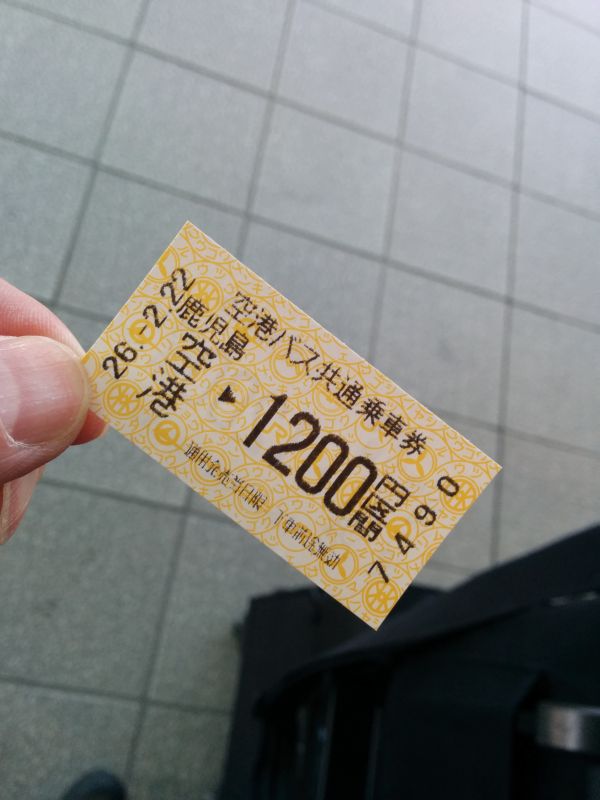 空港バス共通乗車券
26.-2.22
鹿児島
空港
▶1200円区間
通用発売当日限 下車前途無効
7490